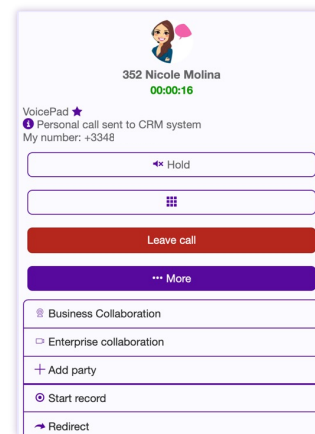 352 Nicole Molina
00:00:16
VoicePad
Personal call sent to CRM system
My number: +3348
Hold
Leave call
More
Business Collaboration
Enterprise collaboration
Add party
Start record
Redirect